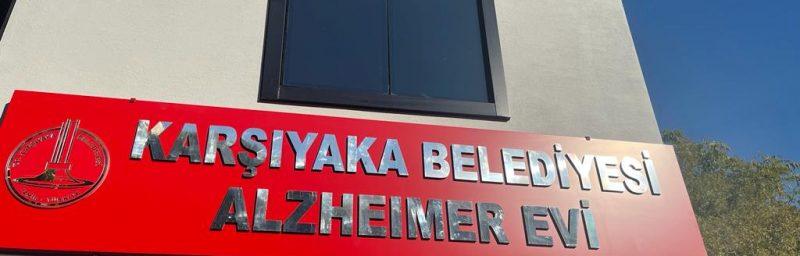 KARŞIYAKA BELEDİYESİ
ALZHEIMER EVİ